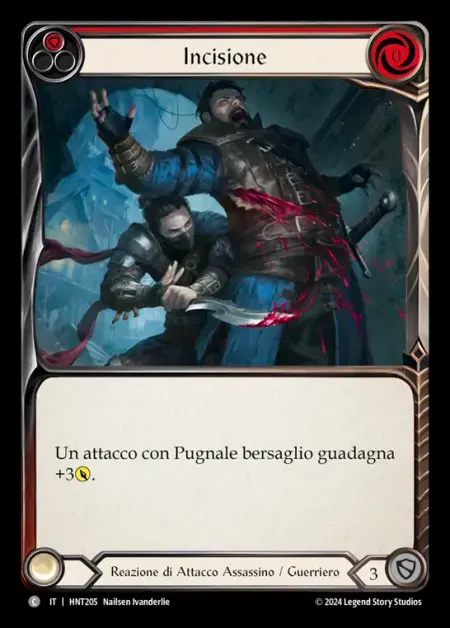 Incisione
0
Un attacco con Pugnale bersaglio guadagna
+3.
Reazione di Attacco Assassino / Guerriero
3
C IT | HNT205 Nailsen Ivanderlie
© 2024 Legend Story Studios